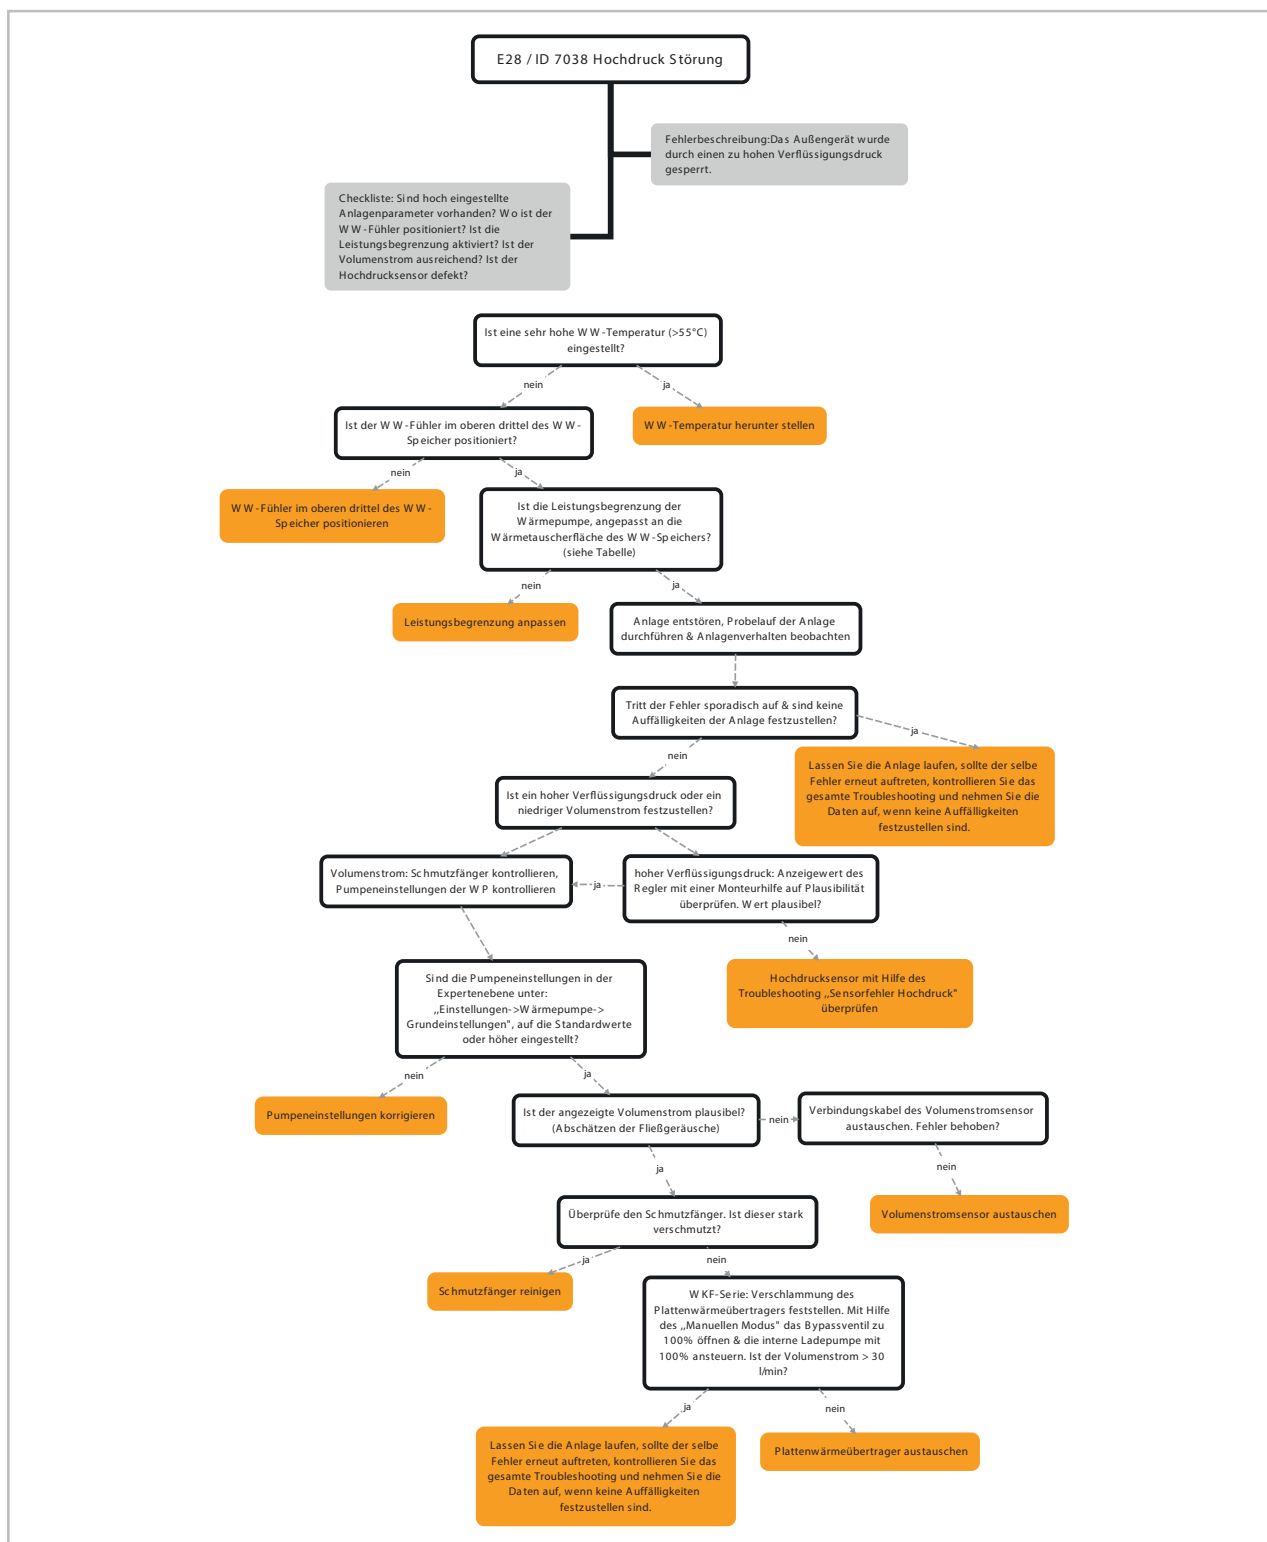 E28 / ID 7038 Hochdruck Störung
Fehlerbeschreibung:Das Außengerät wurde
durch einen zu hohen Verflüssigungsdruck
gesperrt.
Checkliste: Sind hoch eingestellte
Anlagenparameter vorhanden? Wo ist der
WW-Fühler positioniert? Ist die
Leistungsbegrenzung aktiviert? Ist der
Volumenstrom ausreichend? Ist der
Hochdrucksensor defekt?
Ist eine sehr hohe WW-Temperatur (>55°C)
eingestellt?
nein
ja
Ist der WW-Fühler im oberen drittel des WW-
Speicher positioniert?
WW-Temperatur herunter stellen
nein
ja
WW-Fühler im oberen drittel des WW-
Speicher positionieren
Ist die Leistungsbegrenzung der
Wärmepumpe, angepasst an die
Wärmetauscherfläche des WW-Speichers?
(siehe Tabelle)
nein
ja
Leistungsbegrenzung anpassen
Anlage entstören, Probelauf der Anlage
durchführen & Anlagenverhalten beobachten
Tritt der Fehler sporadisch auf & sind keine
Auffälligkeiten der Anlage festzustellen?
ja
nein
Lassen Sie die Anlage laufen, sollte der selbe
Fehler erneut auftreten, kontrollieren Sie das
gesamte Troubleshooting und nehmen Sie die
Daten auf, wenn keine Auffälligkeiten
festzustellen sind.
Ist ein hoher Verflüssigungsdruck oder ein
niedriger Volumenstrom festzustellen?
Volumenstrom: Schmutzfänger kontrollieren,
Pumpeneinstellungen der WP kontrollieren
ja
hoher Verflüssigungsdruck: Anzeigewert des
Regler mit einer Monteurhilfe auf Plausibilität
überprüfen. Wert plausibel?
nein
Sind die Pumpeneinstellungen in der
Expertenebene unter:
,,Einstellungen->Wärmepumpe->
Grundeinstellungen", auf die Standardwerte
oder höher eingestellt?
Hochdrucksensor mit Hilfe des
Troubleshooting ,,Sensorfehler Hochdruck"
überprüfen
nein
ja
Pumpeneinstellungen korrigieren
Ist der angezeigte Volumenstrom plausibel?
(Abschätzen der Fließgeräusche)
nein
Verbindungskabel des Volumenstromsensor
austauschen. Fehler behoben?
ja
nein
Überprüfe den Schmutzfänger. Ist dieser stark
verschmutzt?
Volumenstromsensor austauschen
ja
nein
Schmutzfänger reinigen
WKF-Serie: Verschlammung des
Plattenwärmeübertragers feststellen. Mit Hilfe
des ,,Manuellen Modus" das Bypassventil zu
100% öffnen & die interne Ladepumpe mit
100% ansteuern. Ist der Volumenstrom > 30
l/min?
ja
nein
Lassen Sie die Anlage laufen, sollte der selbe
Fehler erneut auftreten, kontrollieren Sie das
gesamte Troubleshooting und nehmen Sie die
Daten auf, wenn keine Auffälligkeiten
festzustellen sind.
Plattenwärmeübertrager austauschen